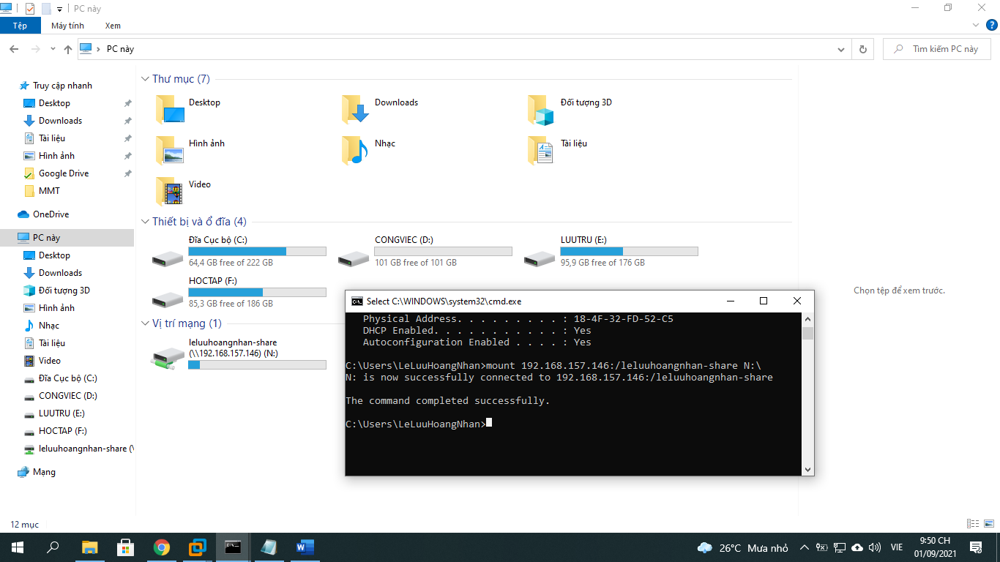 PC này
Tệp
Máy tính
Xem
PC này
Tìm kiếm PC này
Truy cập nhanh
Desktop
Downloads
Tài liệu
Hình ảnh
Google Drive
MMT
OneDrive
PC này
Desktop
Downloads
Đối tượng 3D
Hình ảnh
Nhạc
Tài liệu
Video
Đĩa Cục bộ (C:)
CONGVIEC (D:)
LUUTRU (E:)
HOCTAP (F:)
leluuhoangnhan-share (\
Mạng
Thư mục (7)
Desktop
Downloads
Đối tượng 3D
Hình ảnh
Nhạc
Tài liệu
Video
Thiết bị và ổ đĩa (4)
Đĩa Cục bộ (C:)
64,4 GB free of 222 GB
CONGVIEC (D:)
101 GB free of 101 GB
LUUTRU (E:)
95,9 GB free of 176 GB
HOCTAP (F:)
85,3 GB free of 186 GB
Vị trí mạng (1)
leluuhoangnhan-share
(\\192.168.157.146) (N:)
Chọn tệp để xem trước.
C:\.
Select C:\WINDOWS\system32\cmd.exe
Physical Address. . . . . . . . . : 18-4F-32-FD-52-C5
DHCP Enabled. . . . . . . . . . . : Yes
Autoconfiguration Enabled . . . . : Yes
C:\Users\LeLuuHoangNhan>mount 192.168.157.146:/leluuhoangnhan-share N:\
N: is now successfully connected to 192.168.157.146:/leluuhoangnhan-share
The command completed successfully.
C:\Users\LeLuuHoangNhan>
12 mục
26°C Mưa nhỏ
VIE
9:50 CH
01/09/2021